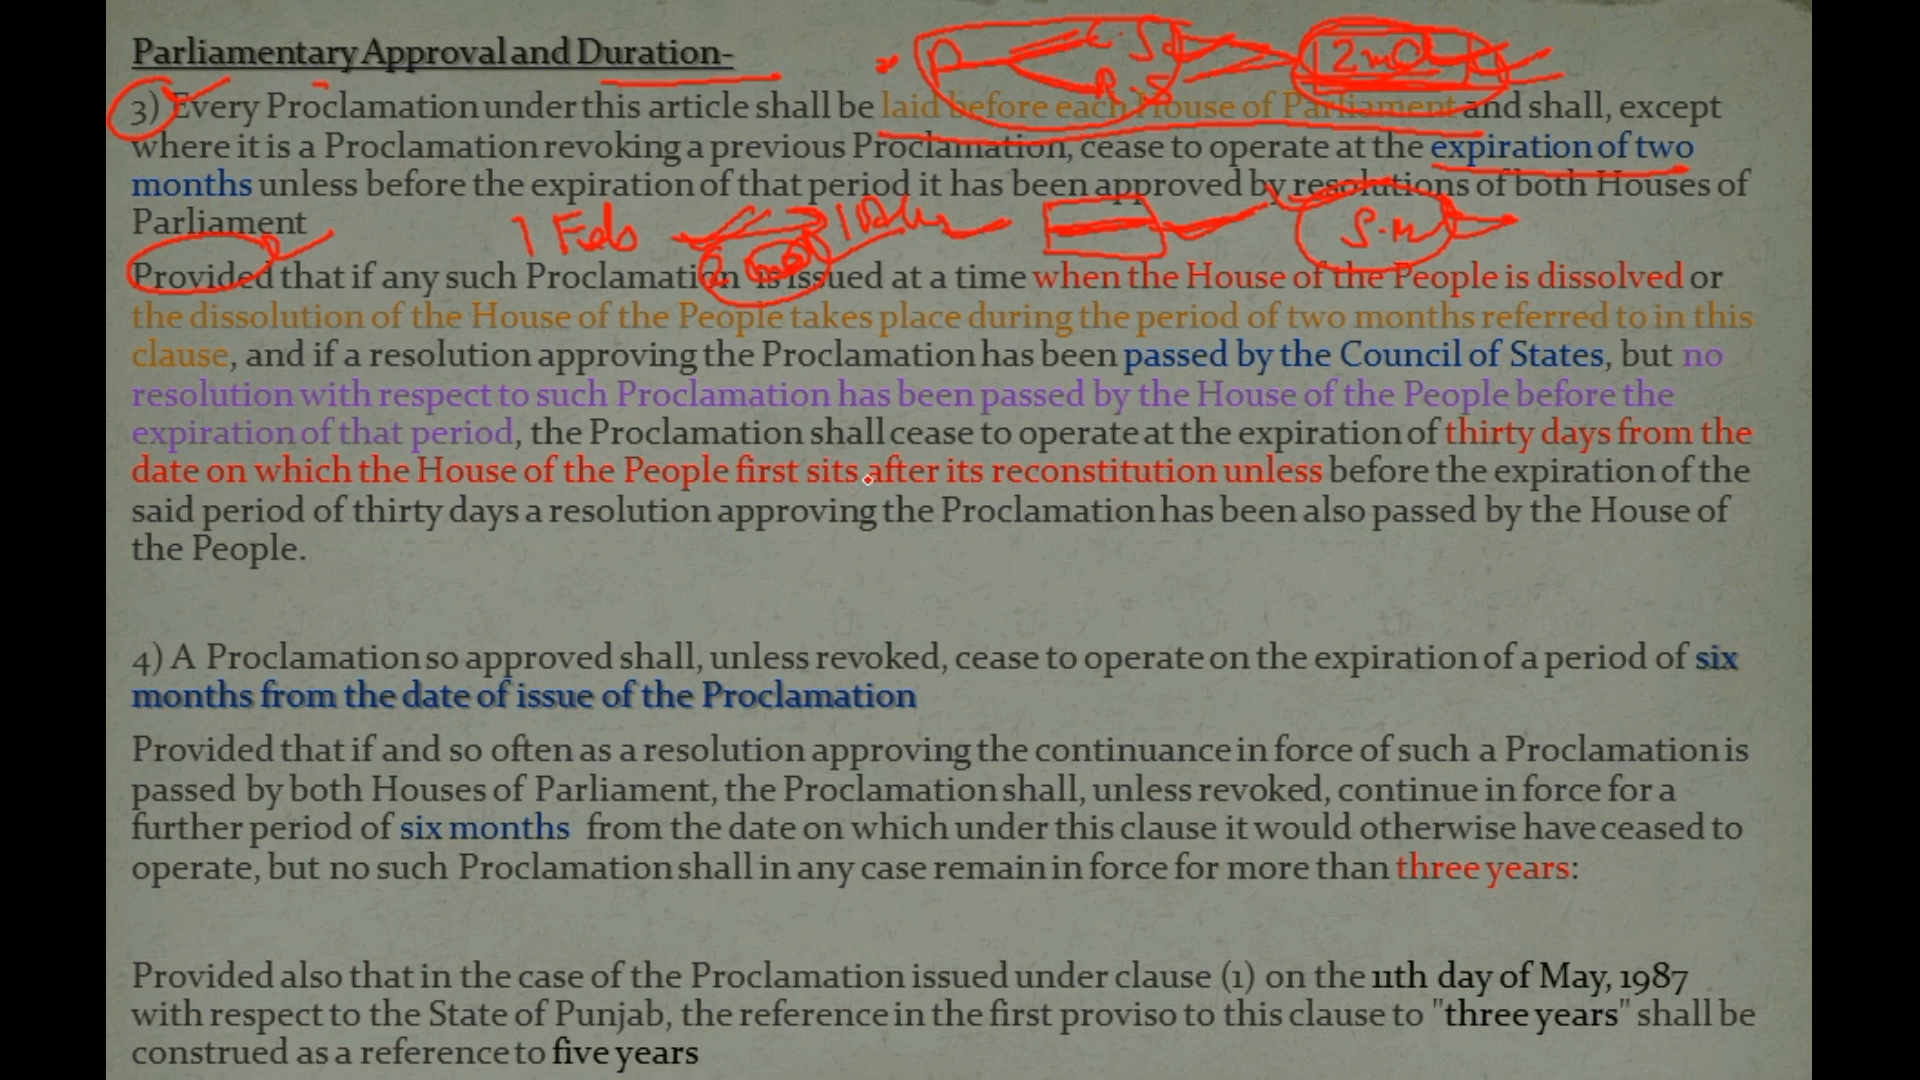 Parliamentary Approval and Duration-
3) Every Proclamation under this article shall be laid before each House of Parliament and shall, except
where it is a Proclamation revoking a previous Proclamation, cease to operate at the expiration of two
months unless before the expiration of that period it has been approved by resolutions of both Houses of
Parliament
1 Feb
Provided that if any such Proclamation is issued at a time when the House of the People is dissolved or
the dissolution of the House of the People takes place during the period of two months referred to in this
clause, and if a resolution approving the Proclamation has been passed by the Council of States, but no
resolution with respect to such Proclamation has been passed by the House of the People before the
expiration of that period, the Proclamation shall cease to operate at the expiration of thirty days from the
date on which the House of the People first sits after its reconstitution unless before the expiration of the
said period of thirty days a resolution approving the Proclamation has been also passed by the House of
the People.
4) A Proclamation so approved shall, unless revoked, cease to operate on the expiration of a period of six
months from the date of issue of the Proclamation
Provided that if and so often as a resolution approving the continuance in force of such a Proclamation is
passed by both Houses of Parliament, the Proclamation shall, unless revoked, continue in force for a
further period of six months from the date on which under this clause it would otherwise have ceased to
operate, but no such Proclamation shall in any case remain in force for more than three years:
Provided also that in the case of the Proclamation issued under clause (1) on the 11th day of May, 1987
with respect to the State of Punjab, the reference in the first proviso to this clause to "three years" shall be
construed as a reference to five years